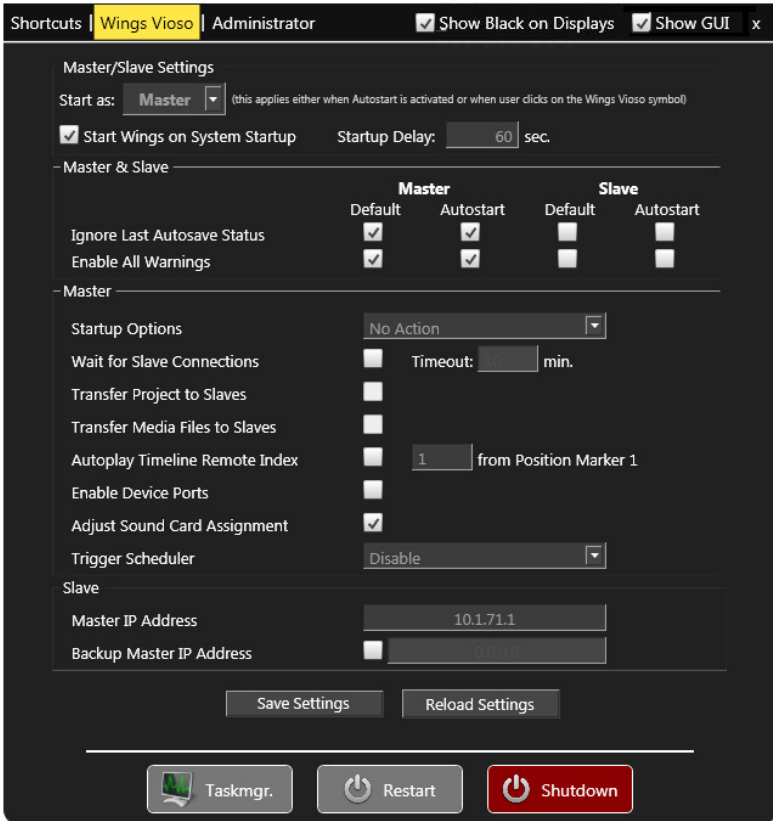 Shortcuts | Wings Vioso | Administrator Show Black on Displays Show GUI x
Master/Slave Settings
Start as: Master (this applies either when Autostart is activated or when user clicks on the Wings Vioso symbol)
Start Wings on System Startup Startup Delay: 60 sec.
Master & Slave
Master Slave
Default Autostart Default Autostart
Ignore Last Autosave Status
Enable All Warnings
Master
Startup Options No Action
Wait for Slave Connections Timeout: 10 min.
Transfer Project to Slaves
Transfer Media Files to Slaves
Autoplay Timeline Remote Index 1 from Position Marker 1
Enable Device Ports
Adjust Sound Card Assignment
Trigger Scheduler Disable
Slave
Master IP Address 10.1.71.1
Backup Master IP Address 0.0.0.0
Save Settings Reload Settings
Taskmgr. Restart Shutdown